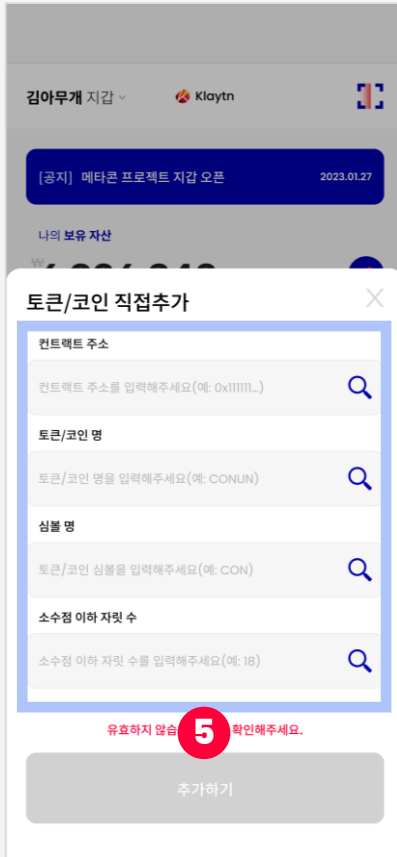 김아무개 지갑
Klaytn
[공지] 메타콘 프로젝트 지갑 오픈 2023.01.27
나의 보유 자산
₩
토큰/코인 직접추가 X
컨트랙트 주소
컨트랙트 주소를 입력해주세요(예: 0x111111...)
토큰/코인 명
토큰/코인 명을 입력해주세요(예: CONUN)
심볼 명
토큰/코인 심볼을 입력해주세요(예: CON)
소수점 이하 자릿 수
소수점 이하 자릿 수를 입력해주세요(예: 18)
유효하지 않습 5 확인해주세요.
추가하기